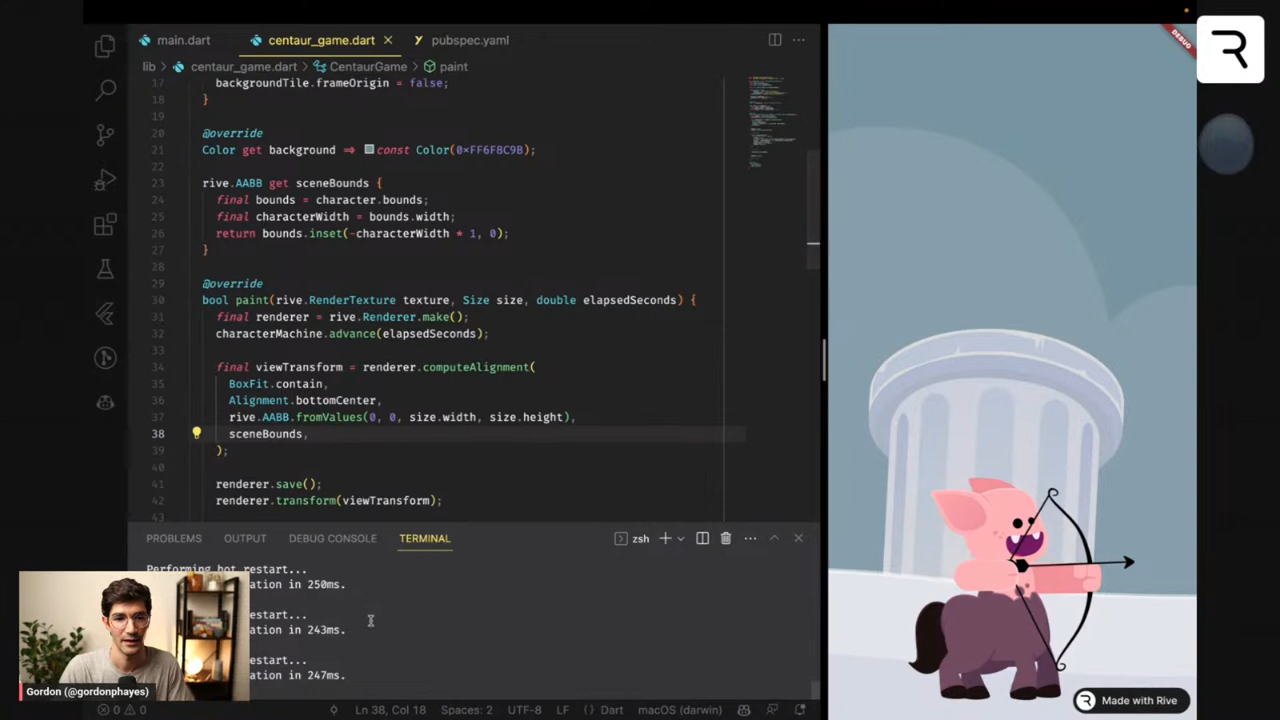 main.dart
centaur_game.dart
pubspec.yaml
lib > centaur_game.dart > CentaurGame > paint
17 backgroundTile.frameOrigin = false;
18 }
19
20 @override
21 Color get background => const Color(0xFF6F8C9B);
22
23 rive.AABB get sceneBounds {
24 final bounds = character.bounds;
25 final characterWidth = bounds.width;
26 return bounds.inset(-characterWidth * 1, 0);
27 }
28
29 @override
30 bool paint(rive.RenderTexture texture, Size size, double elapsedSeconds) {
31 final renderer = rive.Renderer.make();
32 characterMachine.advance(elapsedSeconds);
33
34 final viewTransform = renderer.computeAlignment(
35 BoxFit.contain,
36 Alignment.bottomCenter,
37 rive.AABB.fromValues(0, 0, size.width, size.height),
38 sceneBounds,
39 );
40
41 renderer.save();
42 renderer.transform(viewTransform);
43
PROBLEMS OUTPUT DEBUG CONSOLE TERMINAL
zsh
Performing hot restart...
ation in 250ms.
estart...
ation in 243ms.
estart...
ation in 247ms.
Gordon (@gordonphayes)
0 0
Ln 38, Col 18 Spaces: 2 UTF-8 LF {} Dart macOS (darwin)
DEBUG
Made with Rive